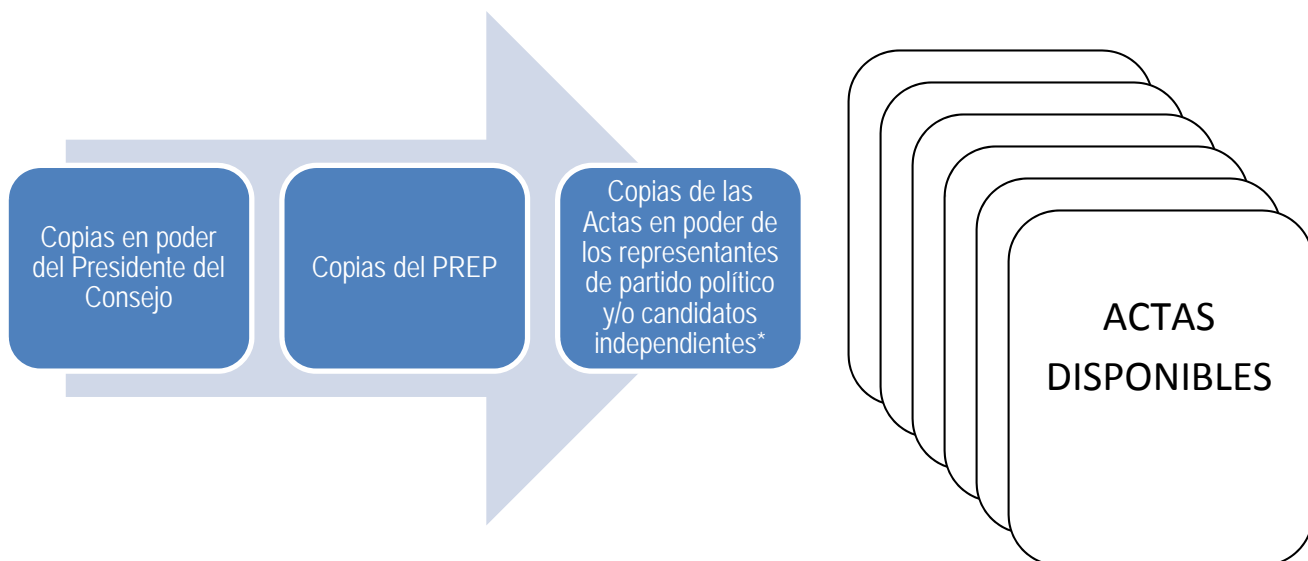 Copias en poder
del Presidente del
Consejo
Copias del PREP
Copias de las
Actas en poder de
los representantes
de partido político
y/o candidatos
independientes*
ACTAS
DISPONIBLES